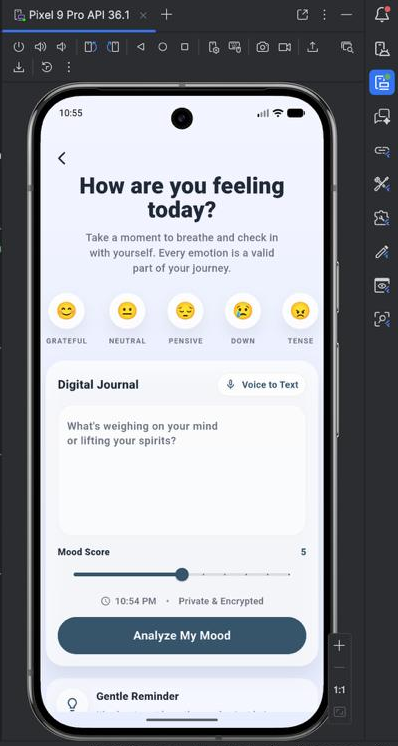 Pixel 9 Pro API 36.1
10:55
How are you feeling
today?
Take a moment to breathe and check in
with yourself. Every emotion is a valid
part of your journey.
GRATEFUL NEUTRAL PENSIVE DOWN TENSE
Digital Journal
Voice to Text
What's weighing on your mind
or lifting your spirits?
Mood Score 5
10:54 PM • Private & Encrypted
Analyze My Mood
1:1
Gentle Reminder